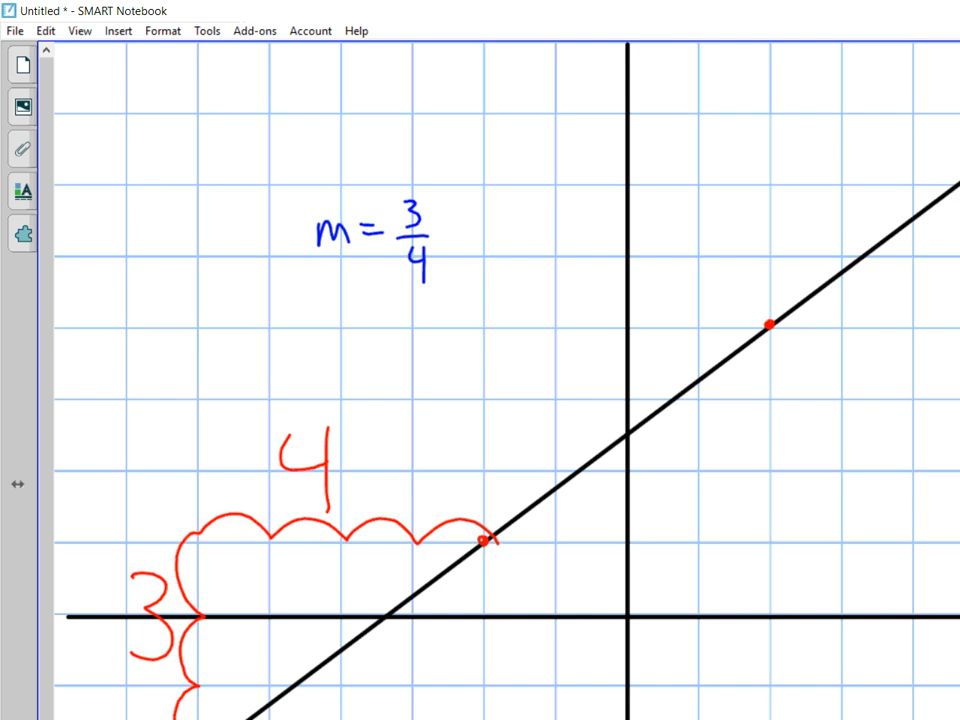 Untitled * - SMART Notebook
File Edit View Insert Format Tools Add-ons Account Help
m = 3/4
4
3